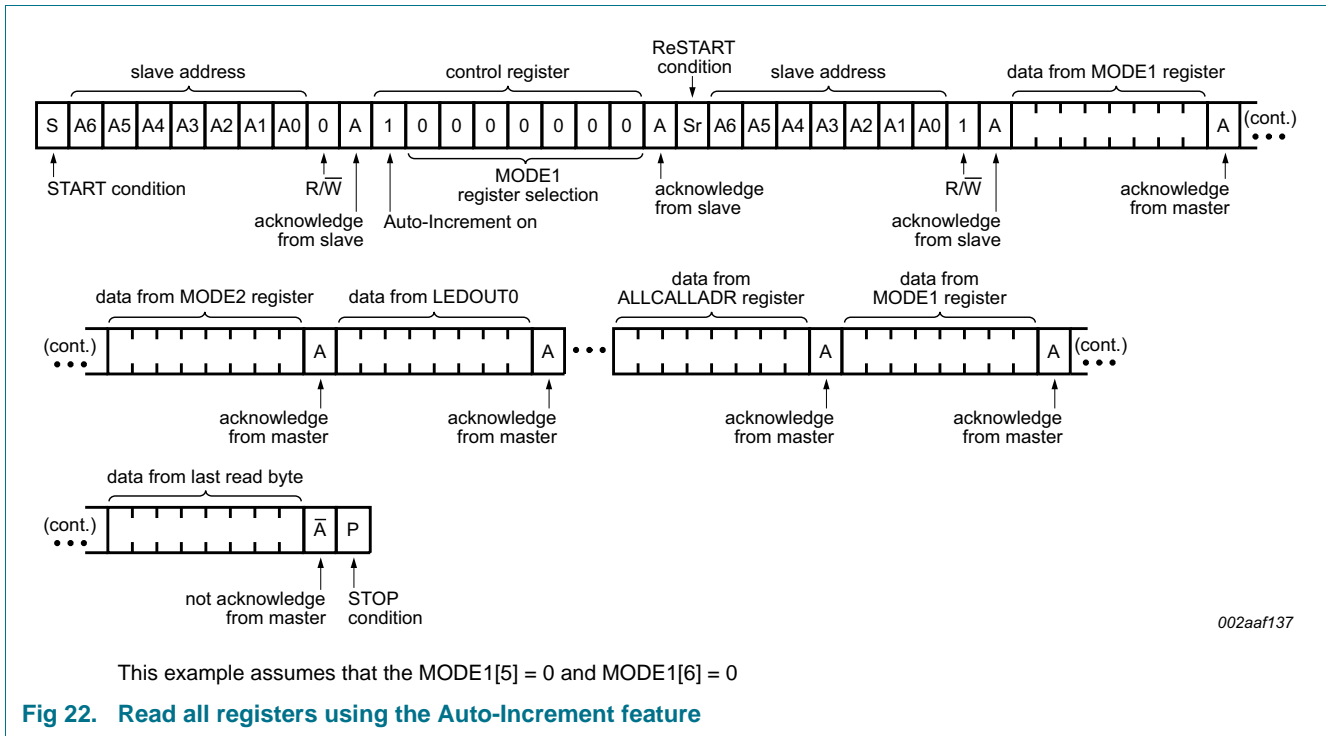 ReSTART
condition
slave address
control register
slave address
data from MODE1 register
S A6 A5 A4 A3 A2 A1 A0 0 A 1 0 0 0 0 0 0 0 A Sr A6 A5 A4 A3 A2 A1 A0 1 A A (cont.)
START condition
R/W̅
acknowledge
from slave
Auto-Increment on
MODE1
register selection
acknowledge
from slave
R/W̅
acknowledge
from slave
acknowledge
from master
data from MODE2 register
data from LEDOUT0
data from
ALLCALLADR register
data from
MODE1 register
(cont.) A A A A (cont.)
acknowledge
from master
acknowledge
from master
acknowledge
from master
acknowledge
from master
data from last read byte
(cont.) A̅ P
not acknowledge
from master
STOP
condition
002aaf137
This example assumes that the MODE1[5] = 0 and MODE1[6] = 0
Fig 22. Read all registers using the Auto-Increment feature